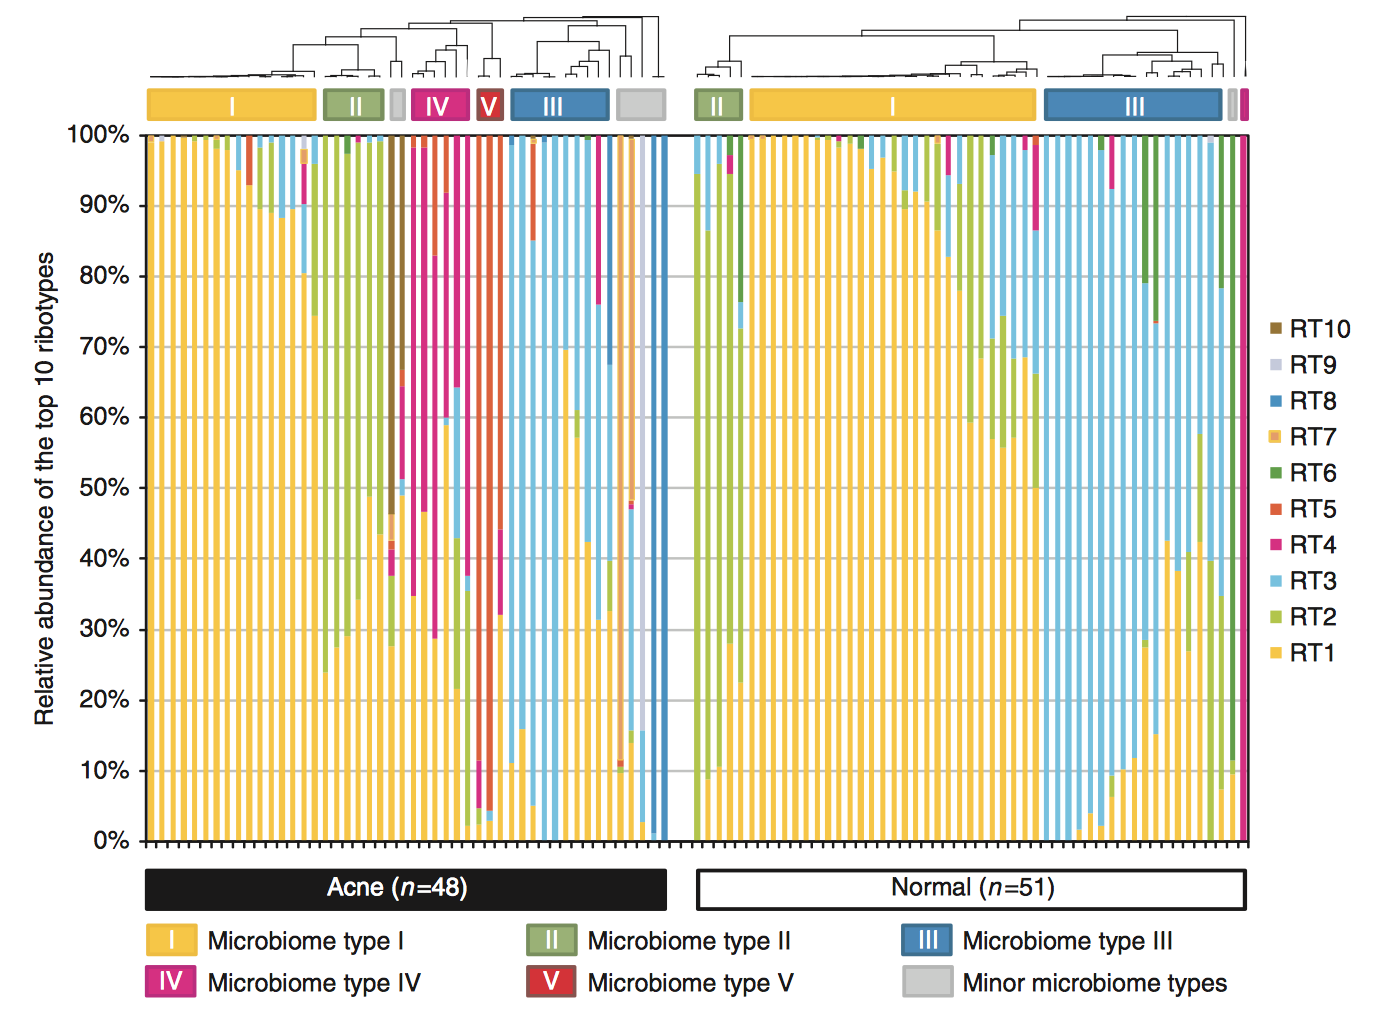 I II IV V III II I III
Relative abundance of the top 10 ribotypes
100%
90%
80%
70%
60%
50%
40%
30%
20%
10%
0%
RT10
RT9
RT8
RT7
RT6
RT5
RT4
RT3
RT2
RT1
Acne (n=48) Normal (n=51)
I Microbiome type I II Microbiome type II III Microbiome type III
IV Microbiome type IV V Microbiome type V Minor microbiome types